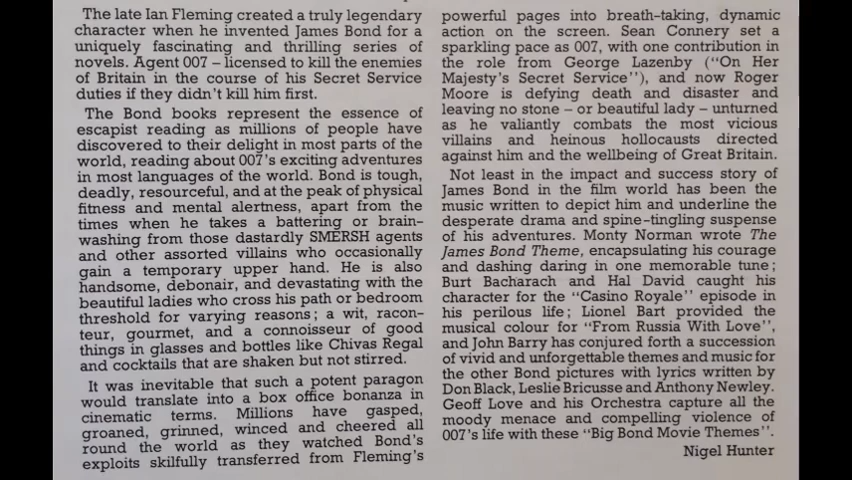 The late Ian Fleming created a truly legendary
character when he invented James Bond for a
uniquely fascinating and thrilling series of
novels. Agent 007 – licensed to kill the enemies
of Britain in the course of his Secret Service
duties if they didn't kill him first.
The Bond books represent the essence of
escapist reading as millions of people have
discovered to their delight in most parts of the
world, reading about 007's exciting adventures
in most languages of the world. Bond is tough,
deadly, resourceful, and at the peak of physical
fitness and mental alertness, apart from the
times when he takes a battering or brain-
washing from those dastardly SMERSH agents
and other assorted villains who occasionally
gain a temporary upper hand. He is also
handsome, debonair, and devastating with the
beautiful ladies who cross his path or bedroom
threshold for varying reasons; a wit, racon-
teur, gourmet, and a connoisseur of good
things in glasses and bottles like Chivas Regal
and cocktails that are shaken but not stirred.
It was inevitable that such a potent paragon
would translate into a box office bonanza in
cinematic terms. Millions have gasped,
groaned, grinned, winced and cheered all
round the world as they watched Bond's
exploits skilfully transferred from Fleming's
powerful pages into breath-taking, dynamic
action on the screen. Sean Connery set a
sparkling pace as 007, with one contribution in
the role from George Lazenby ("On Her
Majesty's Secret Service"), and now Roger
Moore is defying death and disaster and
leaving no stone – or beautiful lady – unturned
as he valiantly combats the most vicious
villains and heinous hollocausts directed
against him and the wellbeing of Great Britain.
Not least in the impact and success story of
James Bond in the film world has been the
music written to depict him and underline the
desperate drama and spine-tingling suspense
of his adventures. Monty Norman wrote The
James Bond Theme, encapsulating his courage
and dashing daring in one memorable tune;
Burt Bacharach and Hal David caught his
character for the "Casino Royale" episode in
his perilous life; Lionel Bart provided the
musical colour for "From Russia With Love",
and John Barry has conjured forth a succession
of vivid and unforgettable themes and music for
the other Bond pictures with lyrics written by
Don Black, Leslie Bricusse and Anthony Newley.
Geoff Love and his Orchestra capture all the
moody menace and compelling violence of
007's life with these "Big Bond Movie Themes".
Nigel Hunter